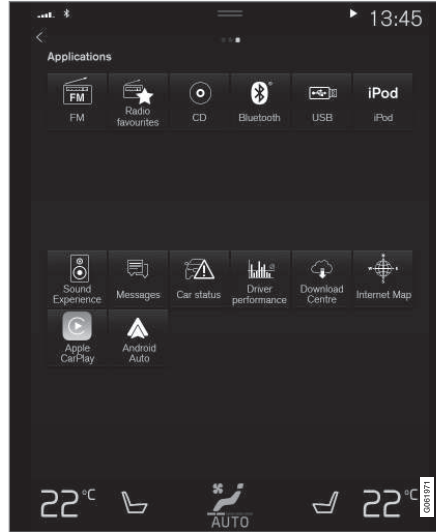 13:45
Applications
FM
iPod
FM
Radio
favourites
CD
Bluetooth
USB
iPod
Sound
Experience
Messages
Car status
Driver
performance
Download
Centre
Internet Map
Apple
CarPlay
Android
Auto
22°C
AUTO
22°C
G061971